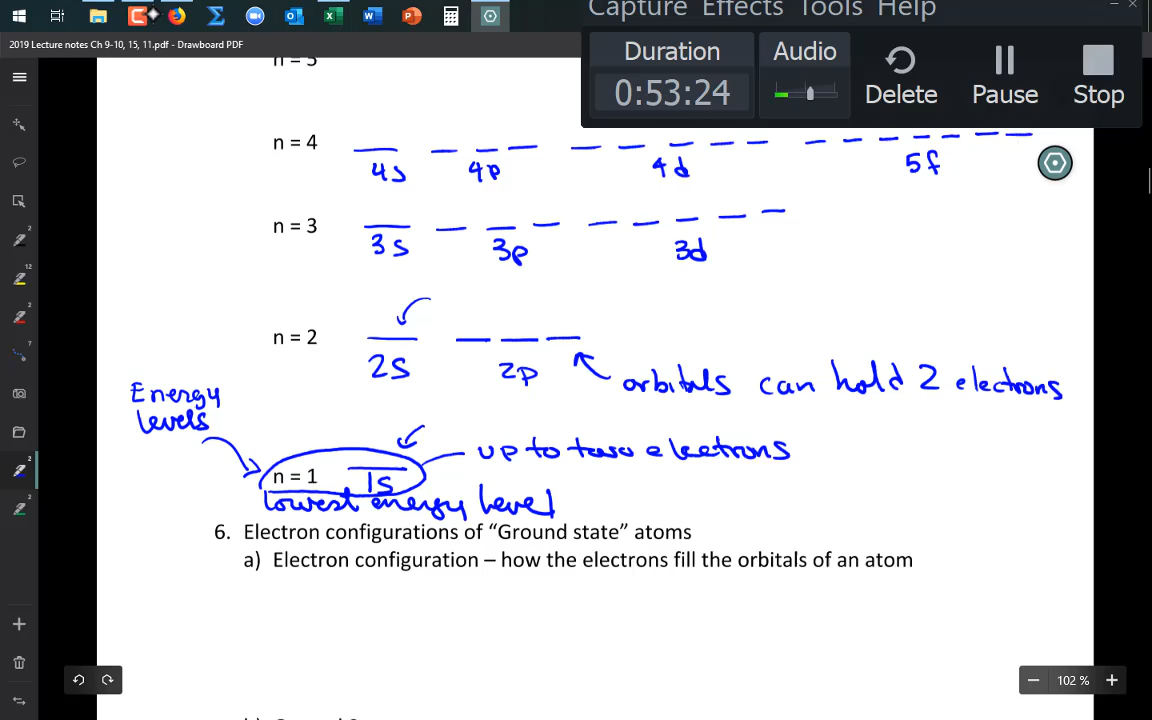 Capture Effects Tools Help
2019 Lecture notes Ch 9-10, 15, 11.pdf - Drawboard PDF
Duration
0:53:24
Audio
Delete
Pause
Stop
n = 5
n = 4
4s 4p 4d 5f
n = 3
3s 3p 3d
n = 2
2s 2p
orbitals can hold 2 electrons
Energy
levels
up to two electrons
n = 1 1s
lowest energy level
6. Electron configurations of “Ground state” atoms
a) Electron configuration – how the electrons fill the orbitals of an atom
102 %